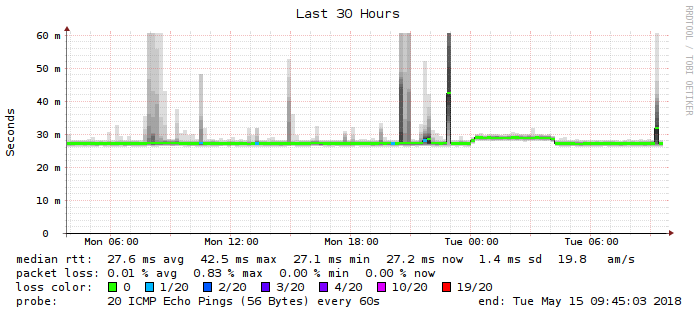 Last 30 Hours
RRDTOOL / TOBI OETIKER
Seconds
60 m
50 m
40 m
30 m
20 m
10 m
0
Mon 06:00 Mon 12:00 Mon 18:00 Tue 00:00 Tue 06:00
median rtt: 27.6 ms avg 42.5 ms max 27.1 ms min 27.2 ms now 1.4 ms sd 19.8 am/s
packet loss: 0.01 % avg 0.83 % max 0.00 % min 0.00 % now
loss color: 0 1/20 2/20 3/20 4/20 10/20 19/20
probe: 20 ICMP Echo Pings (56 Bytes) every 60s end: Tue May 15 09:45:03 2018